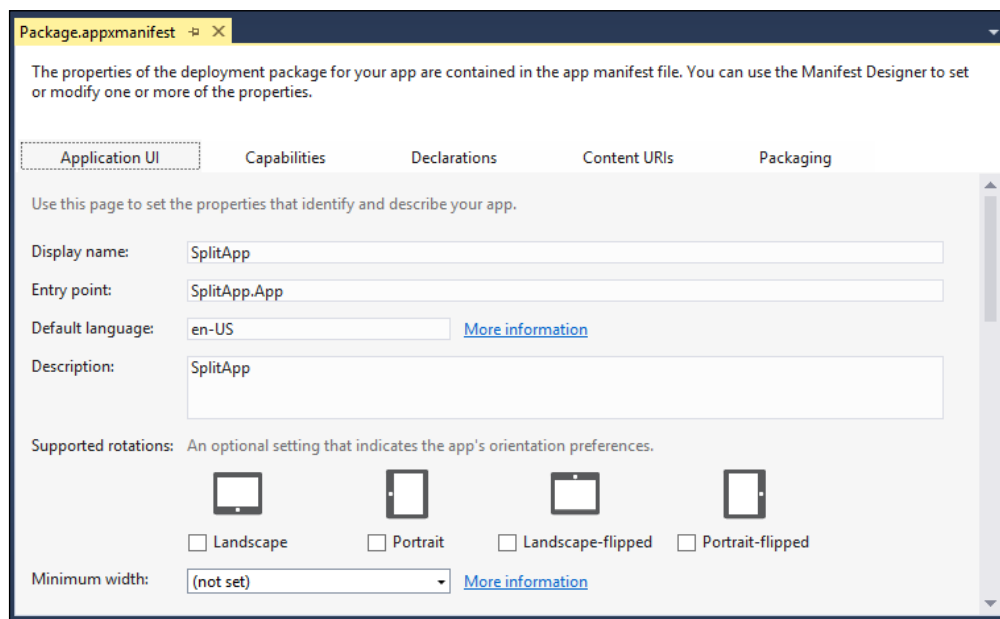 Package.appxmanifest
The properties of the deployment package for your app are contained in the app manifest file. You can use the Manifest Designer to set
or modify one or more of the properties.
Application UI Capabilities Declarations Content URIs Packaging
Use this page to set the properties that identify and describe your app.
Display name: SplitApp
Entry point: SplitApp.App
Default language: en-US More information
Description: SplitApp
Supported rotations: An optional setting that indicates the app's orientation preferences.
Landscape Portrait Landscape-flipped Portrait-flipped
Minimum width: (not set) More information